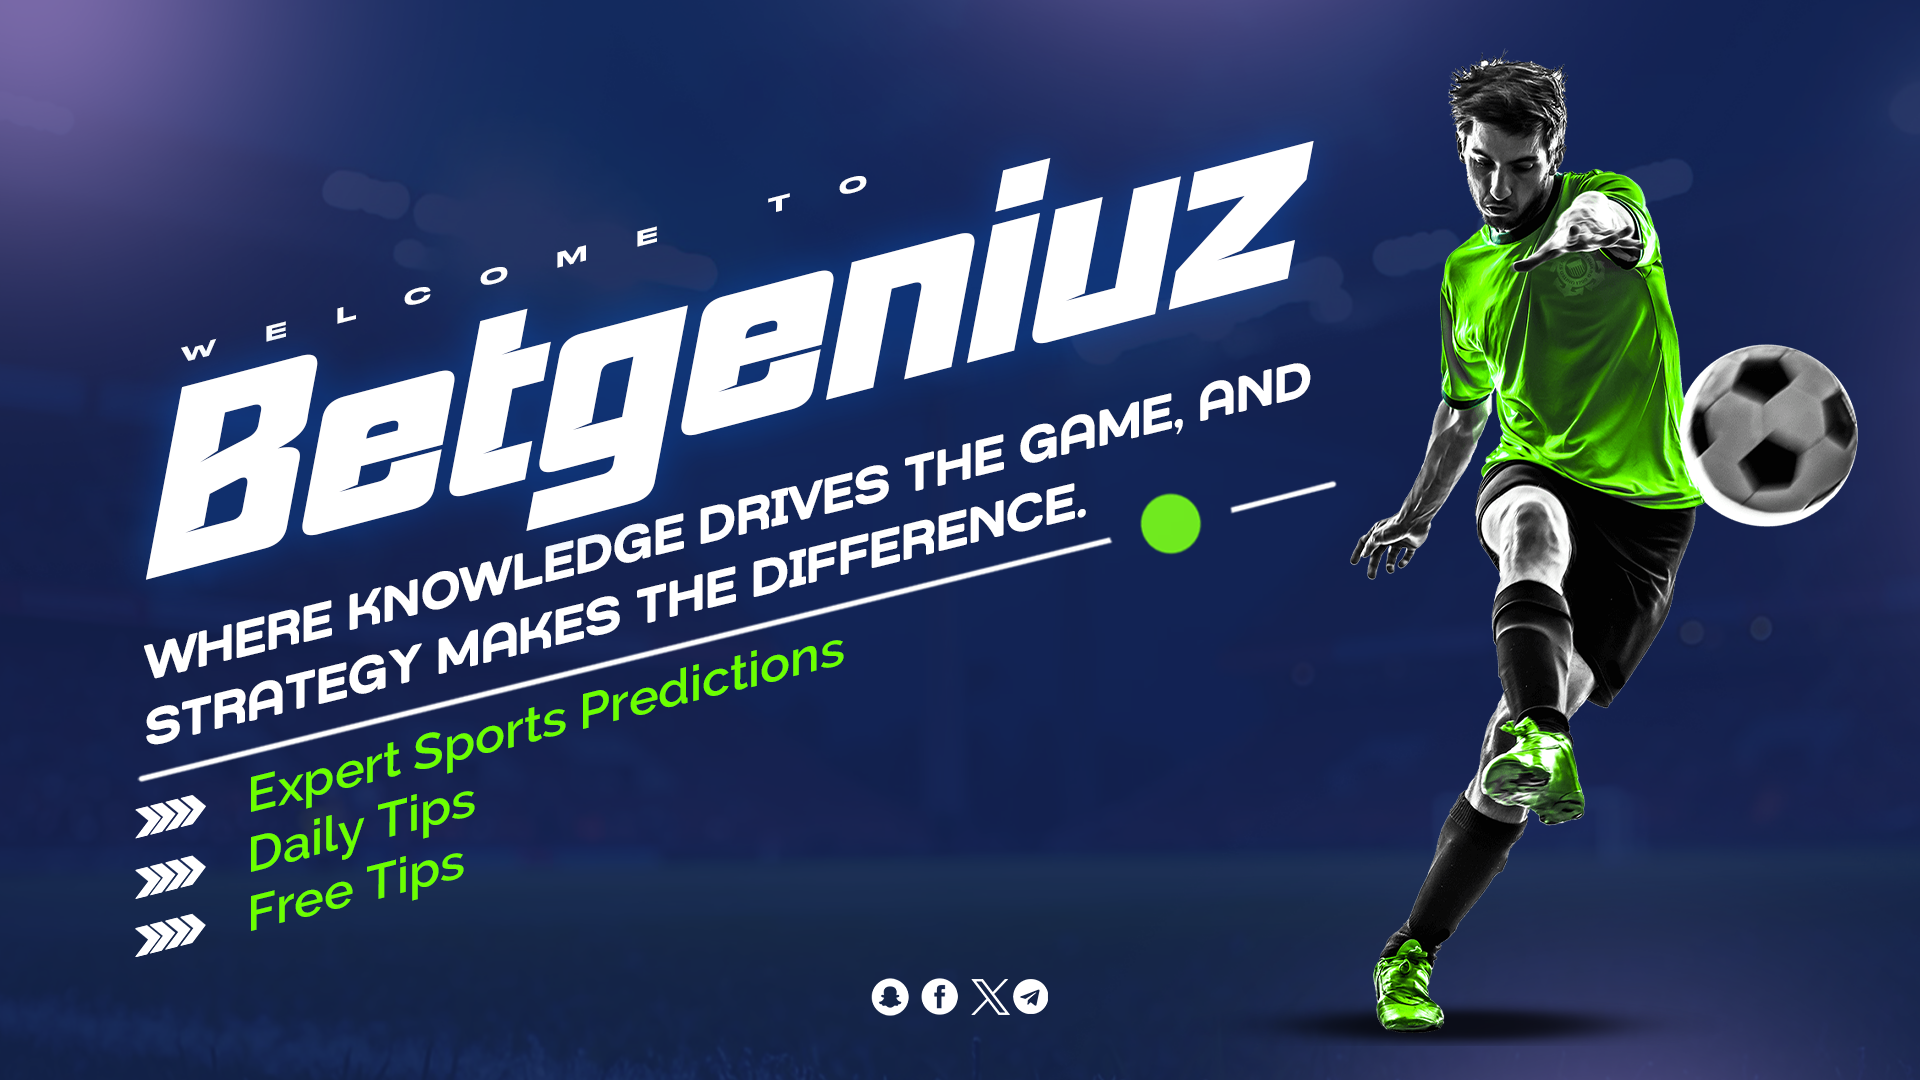 WELCOME TO
Betgeniuz
WHERE KNOWLEDGE DRIVES THE GAME, AND
STRATEGY MAKES THE DIFFERENCE.
Expert Sports Predictions
Daily Tips
Free Tips